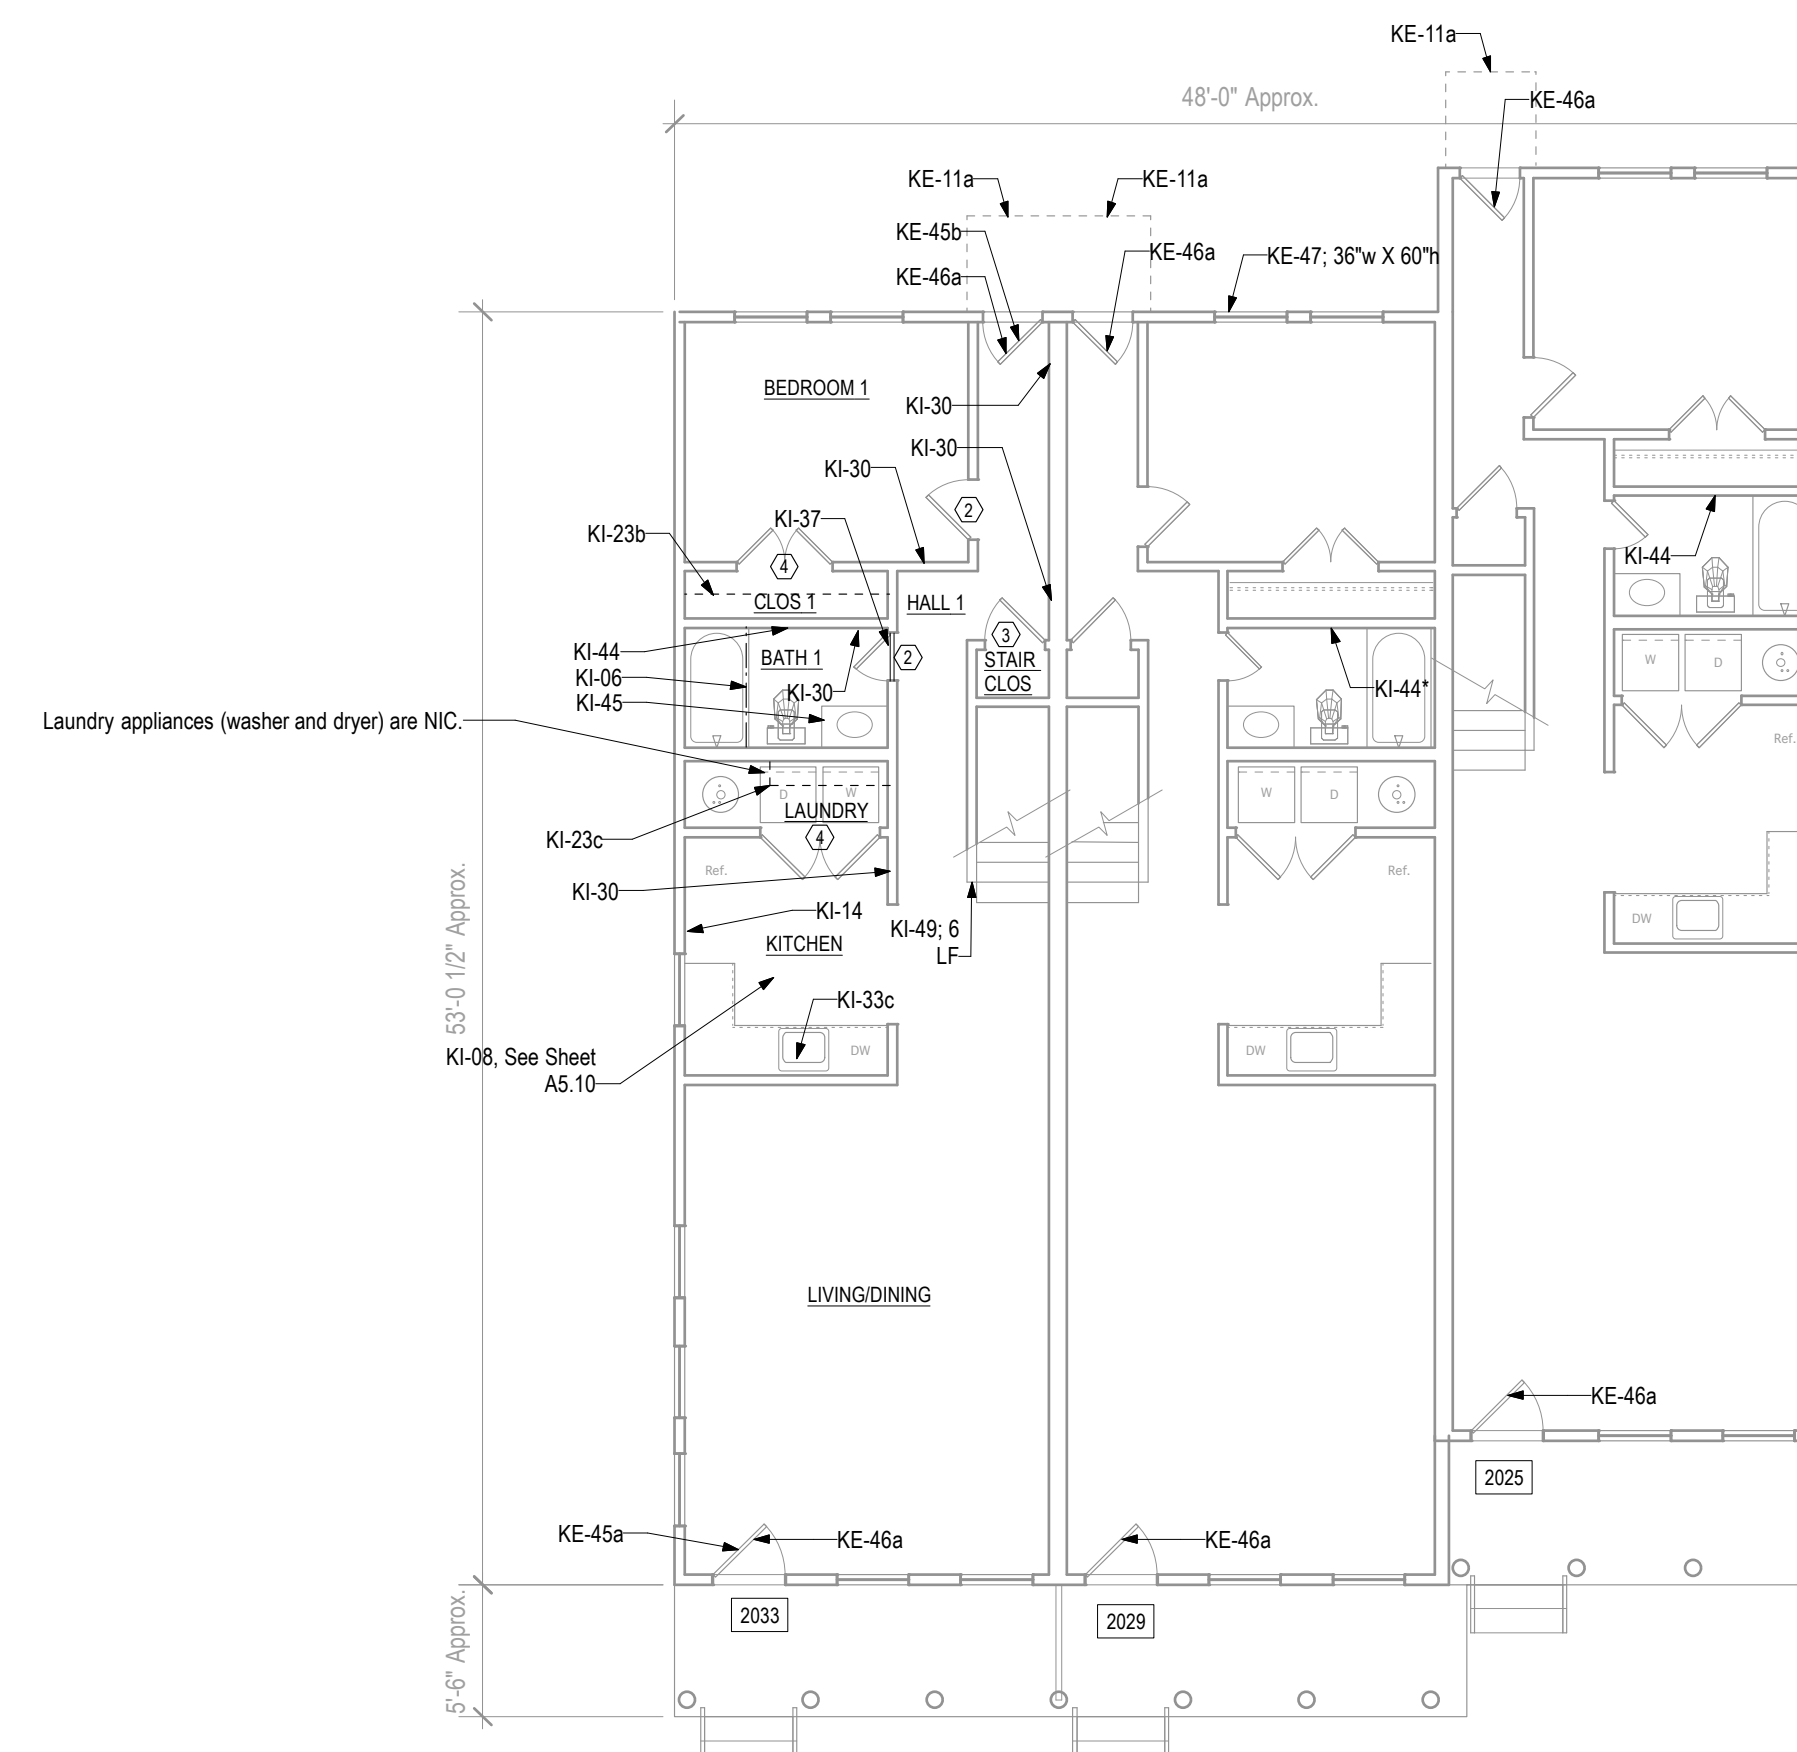 KE-11a
48'-0" Approx.
KE-46a
KE-11a
KE-11a
KE-45b
KE-46a
KE-46a
KE-47; 36"w X 60"h
BEDROOM 1
KI-30
KI-30
KI-30
2
KI-37
KI-23b
4
CLOS 1
HALL 1
KI-44
3
STAIR
CLOS
KI-44
BATH 1
2
KI-06
KI-30
KI-45
KI-44*
W
D
Laundry appliances (washer and dryer) are NIC.
Ref.
D
W
LAUNDRY
W
D
KI-23c
4
Ref.
Ref.
KI-30
KI-14
KI-49; 6
LF
DW
KITCHEN
53'-0 1/2" Approx.
KI-33c
KI-08, See Sheet
A5.10
DW
DW
LIVING/DINING
KE-46a
2025
KE-45a
KE-46a
KE-46a
2033
2029
5'-6" Approx.